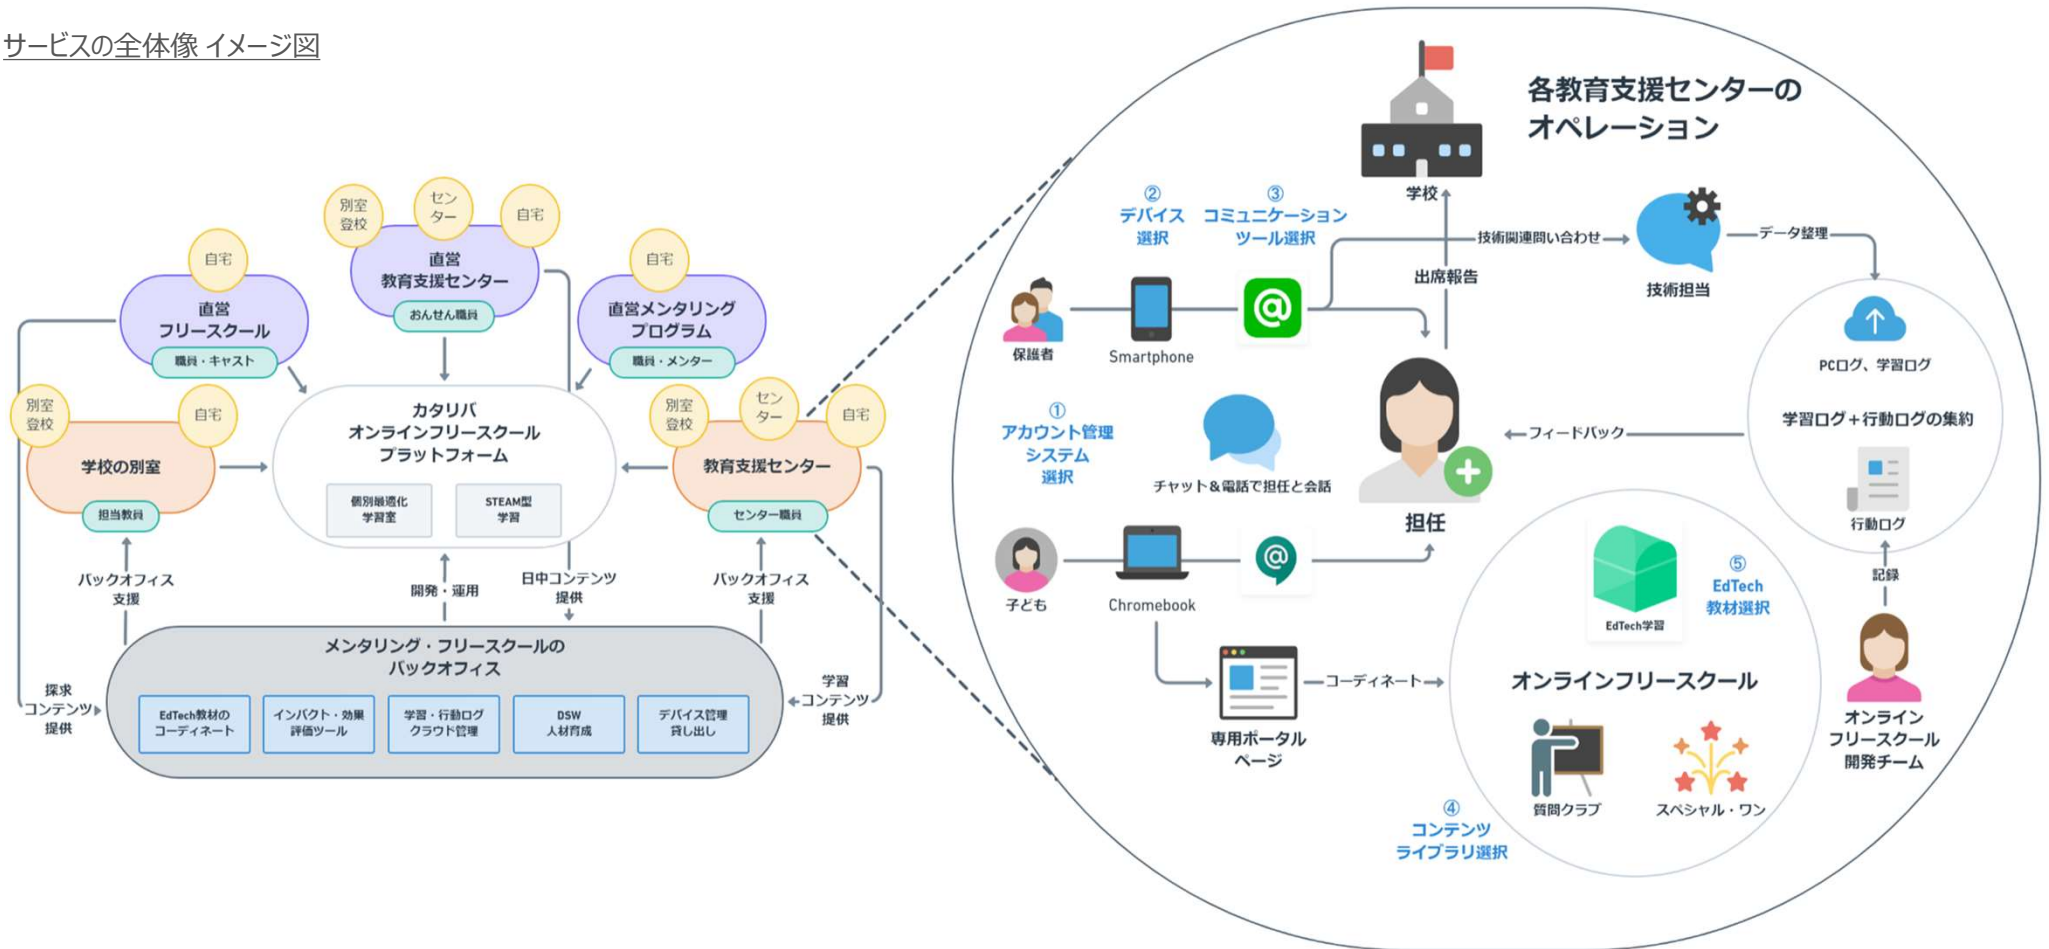 サービスの全体像 イメージ図
別室
登校
セン
ター
自宅
直営
教育支援センター
おんせん職員
自宅
直営
フリースクール
職員・キャスト
自宅
直営メンタリング
プログラム
職員・メンター
別室
登校
自宅
学校の別室
担当教員
カタリバ
オンラインフリースクール
プラットフォーム
個別最適化
学習室
STEAM型
学習
別室
登校
セン
ター
自宅
教育支援センター
センター職員
バックオフィス
支援
開発・運用
日中コンテンツ
提供
バックオフィス
支援
探求
コンテンツ
提供
学習
コンテンツ
提供
メンタリング・フリースクールの
バックオフィス
EdTech教材の
コーディネート
インパクト・効果
評価ツール
学習・行動ログ
クラウド管理
DSW
人材育成
デバイス管理
貸し出し
各教育支援センターの
オペレーション
学校
②
デバイス
選択
③
コミュニケーション
ツール選択
技術関連問い合わせ
データ整理
出席報告
技術担当
保護者
Smartphone
PCログ、学習ログ
学習ログ+行動ログの集約
行動ログ
フィードバック
①
アカウント管理
システム
選択
チャット&電話で担任と会話
担任
子ども
Chromebook
記録
EdTech学習
⑤
EdTech
教材選択
専用ポータル
ページ
コーディネート
オンラインフリースクール
質問クラブ
スペシャル・ワン
オンライン
フリースクール
開発チーム
④
コンテンツ
ライブラリ選択